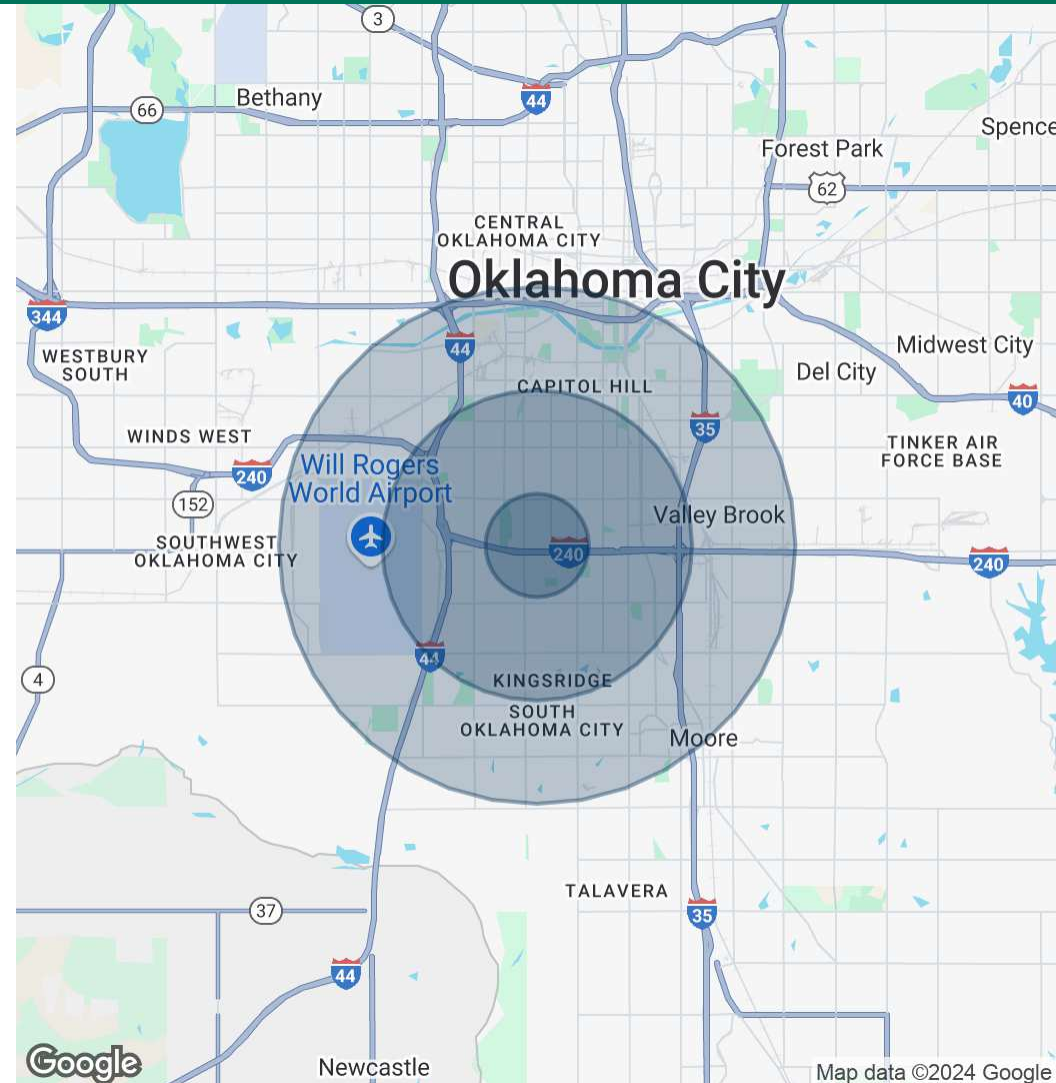 3
44
66
Bethany
Spence
Forest Park
62
CENTRAL
OKLAHOMA CITY
Oklahoma City
344
44
WESTBURY
SOUTH
Midwest City
Del City
CAPITOL HILL
40
35
WINDS WEST
TINKER AIR
FORCE BASE
240
Will Rogers
World Airport
152
Valley Brook
SOUTHWEST
OKLAHOMA CITY
240
240
44
4
KINGSRIDGE
SOUTH
OKLAHOMA CITY
Moore
TALAVERA
37
35
44
Google
Newcastle
Map data ©2024 Google